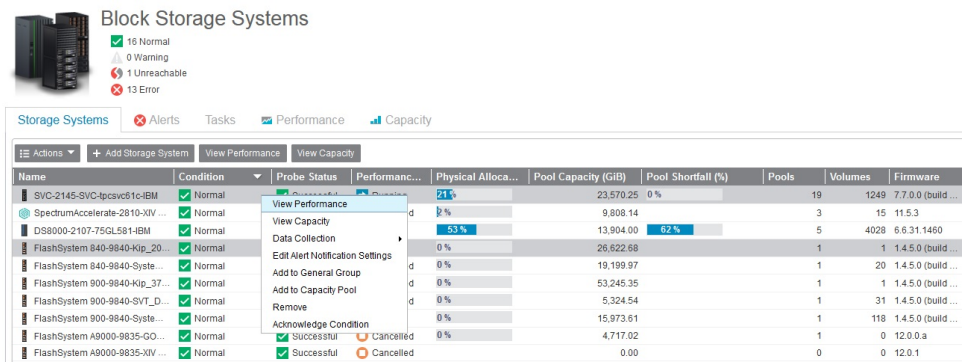 Block Storage Systems
16 Normal
0 Warning
1 Unreachable
13 Error
Storage Systems Alerts Tasks Performance Capacity
Actions Add Storage System View Performance View Capacity
Name Condition Probe Status Performanc... Physical Alloca... Pool Capacity (GiB) Pool Shortfall (%) Pools Volumes Firmware
SVC-2145-SVC-tpcsvc61c-IBM Normal Successful Running 21 % 23,570.25 0 % 19 1249 7.7.0.0 (build ...
SpectrumAccelerate-2810-XIV ... Normal d 2 % 9,808.14 3 15 11.5.3
DS8000-2107-75GL581-IBM Normal 53 % 13,904.00 62 % 5 4028 6.6.31.1460
FlashSystem 840-9840-Kip_20... Normal 0 % 26,622.68 1 1 1.4.5.0 (build ...
FlashSystem 840-9840-Syste... Normal d 0 % 19,199.97 1 20 1.4.5.0 (build ...
FlashSystem 900-9840-Kip_37... Normal d 0 % 53,245.35 1 1 1.4.5.0 (build ...
FlashSystem 900-9840-SVT_D... Normal d 0 % 5,324.54 1 31 1.4.5.0 (build ...
FlashSystem 900-9840-Syste... Normal 0 % 15,973.61 1 118 1.4.5.0 (build ...
FlashSystem A9000-9835-GO... Normal Successful Cancelled 0 % 4,717.02 1 0 12.0.0.a
FlashSystem A9000-9835-XIV ... Normal Successful Cancelled 0.00 0 0 12.0.1
View Performance
View Capacity
Data Collection
Edit Alert Notification Settings
Add to General Group
Add to Capacity Pool
Remove
Acknowledge Condition